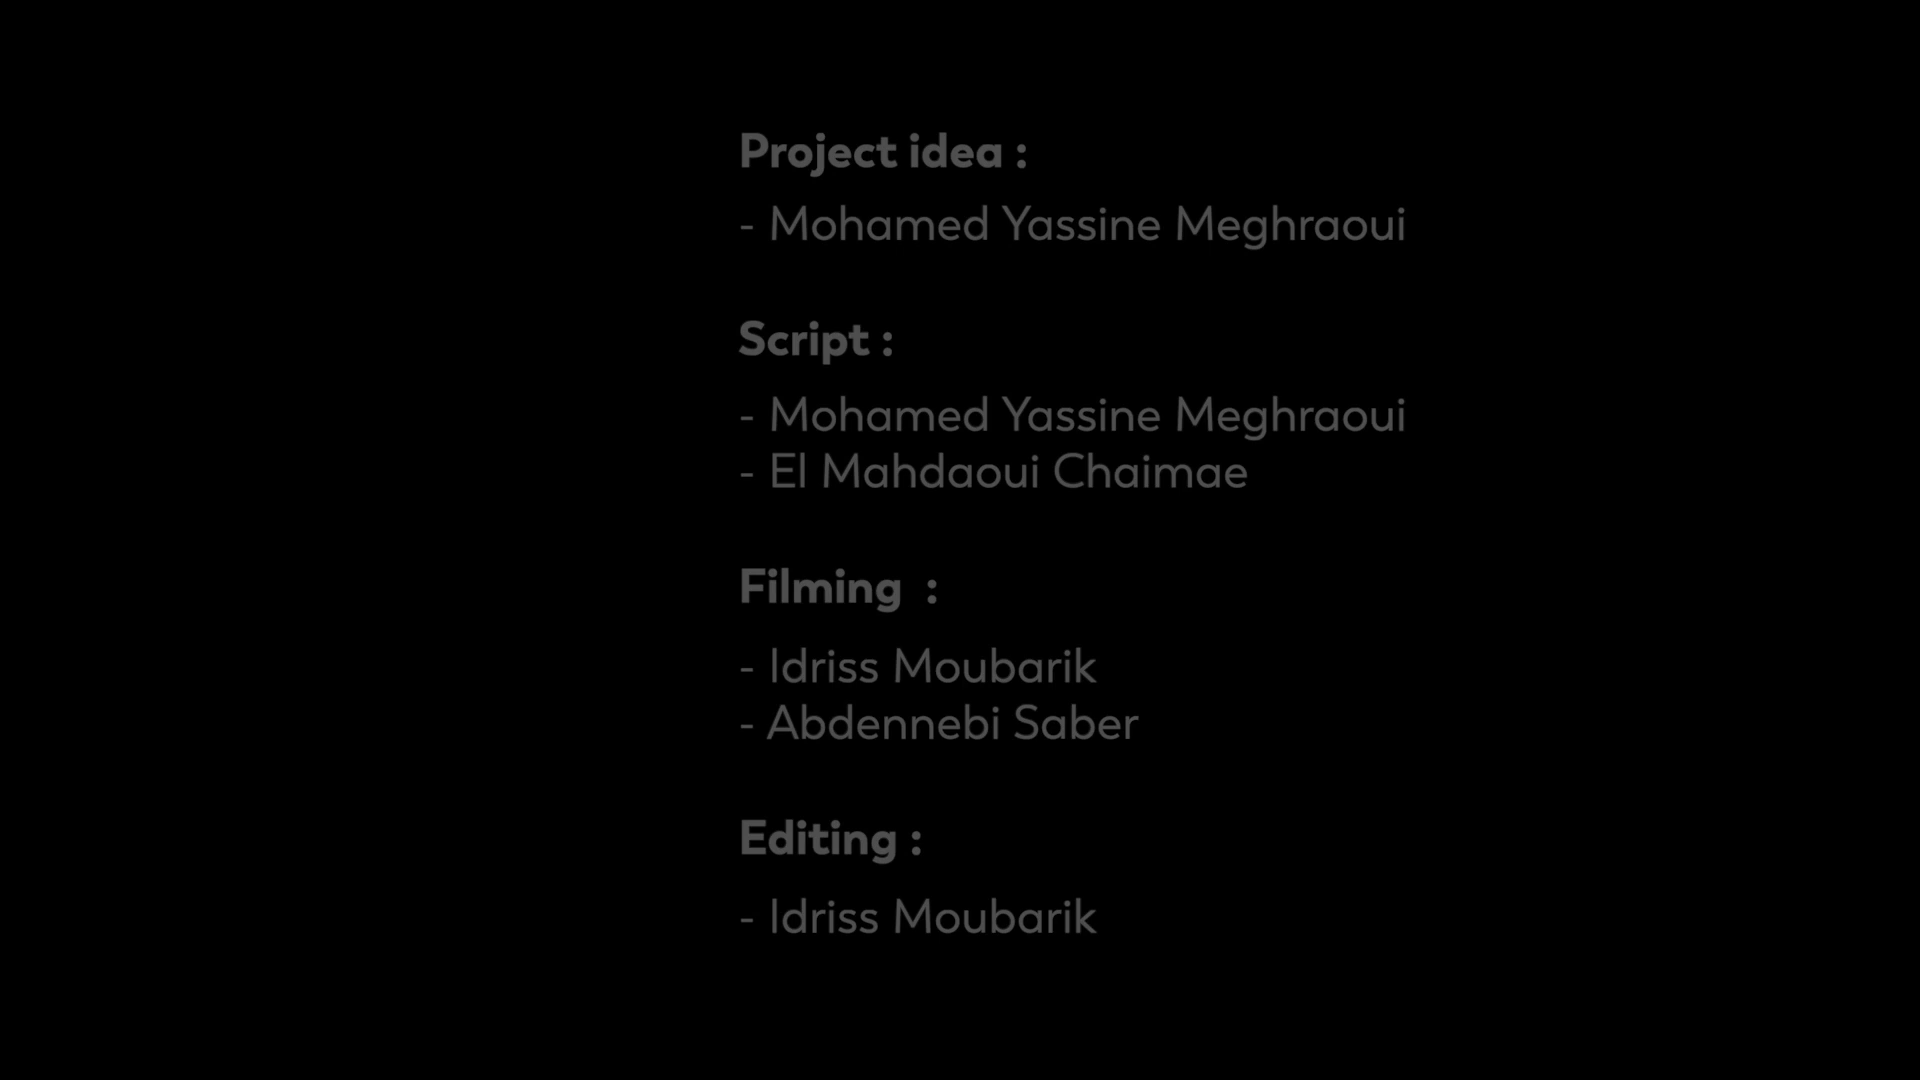 Project idea :
- Mohamed Yassine Meghraoui
Script :
- Mohamed Yassine Meghraoui
- El Mahdaoui Chaimae
Filming  :
- Idriss Moubarik
- Abdennebi Saber
Editing :
- Idriss Moubarik